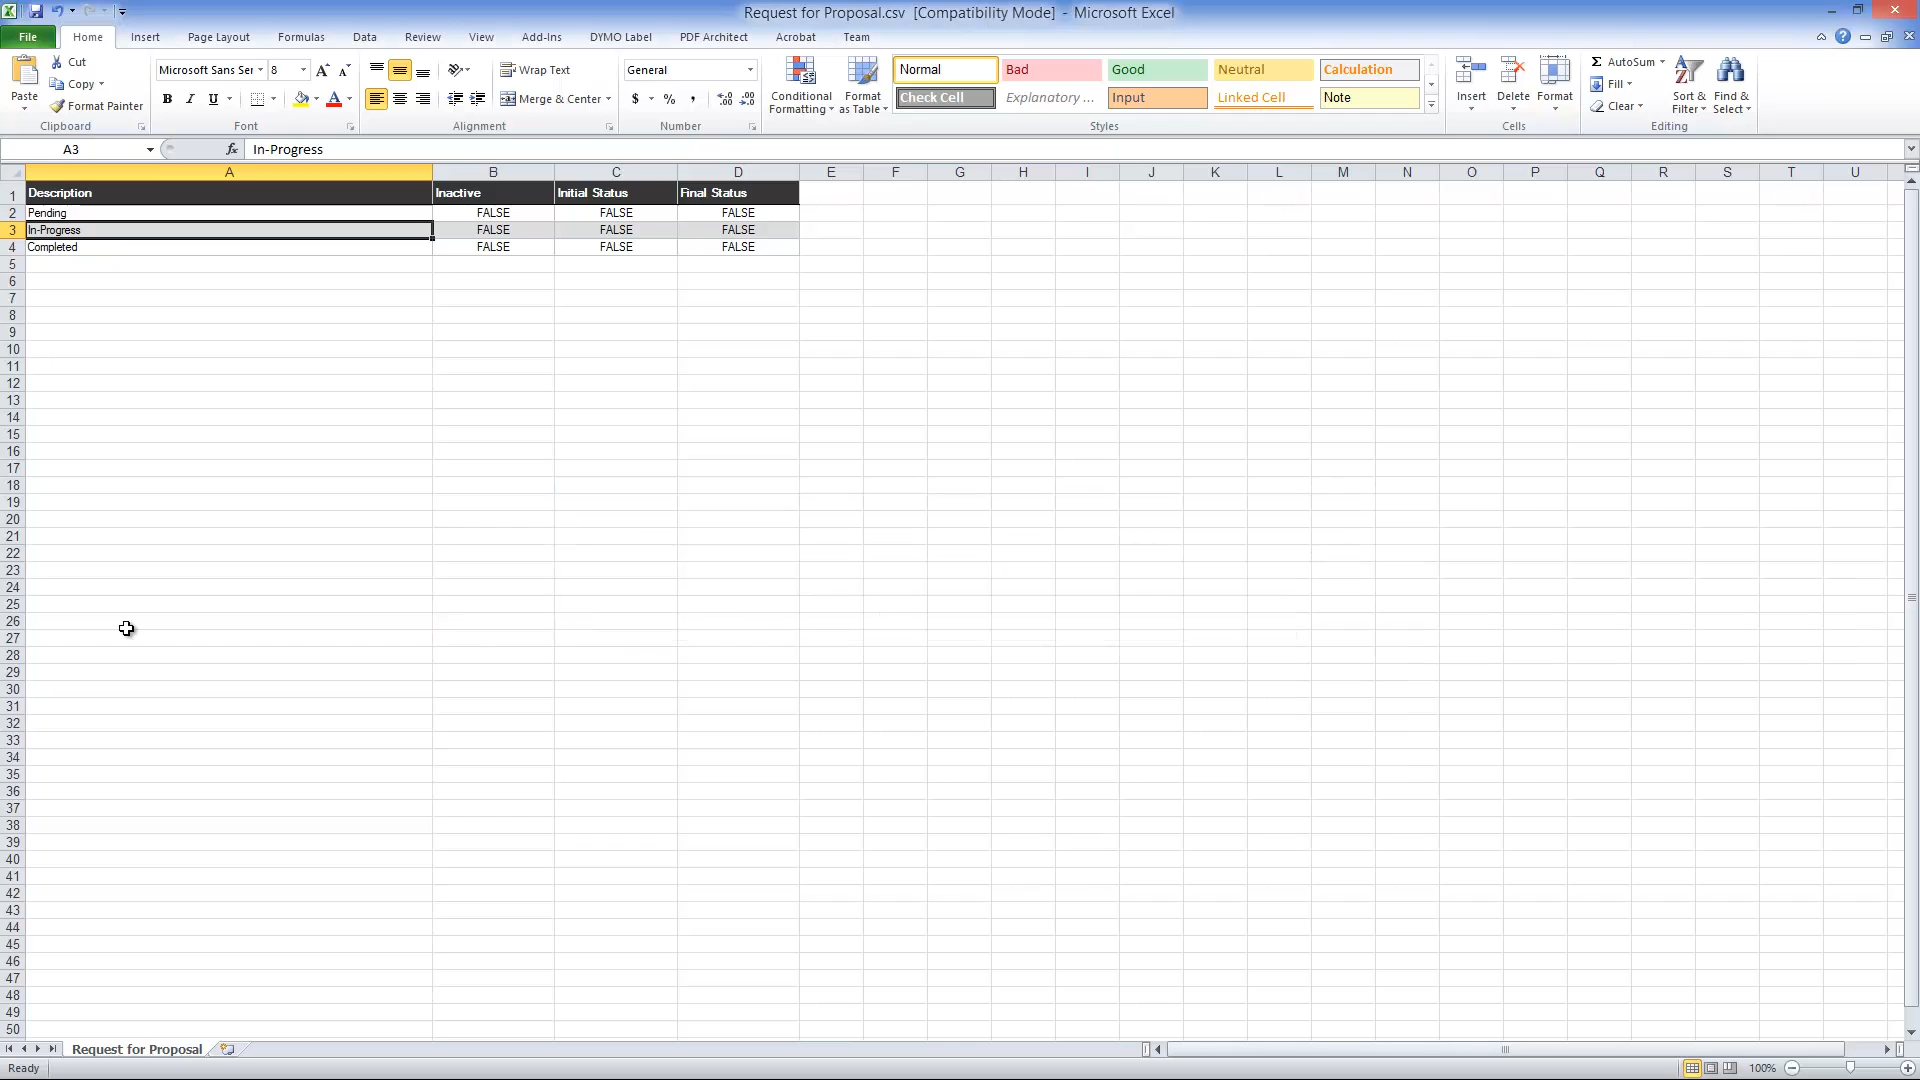 Request for Proposal.csv [Compatibility Mode] - Microsoft Excel
File Home Insert Page Layout Formulas Data Review View Add-Ins DYMO Label PDF Architect Acrobat Team
Paste
Cut
Copy
Format Painter
Clipboard
Microsoft Sans Ser 8
B I U
Font
Wrap Text
Merge & Center
Alignment
General
$ % ,
Number
Conditional Formatting
Format as Table
Normal Bad Good Neutral Calculation
Check Cell Explanatory ... Input Linked Cell Note
Styles
Insert Delete Format
Cells
AutoSum
Fill
Clear
Sort & Filter
Find & Select
Editing
A3 fx In-Progress
A B C D E F G H I J K L M N O P Q R S T U
1 Description Inactive Initial Status Final Status
2 Pending FALSE FALSE FALSE
3 In-Progress FALSE FALSE FALSE
4 Completed FALSE FALSE FALSE
5
6
7
8
9
10
11
12
13
14
15
16
17
18
19
20
21
22
23
24
25
26
27
28
29
30
31
32
33
34
35
36
37
38
39
40
41
42
43
44
45
46
47
48
49
50
Request for Proposal
Ready 100%